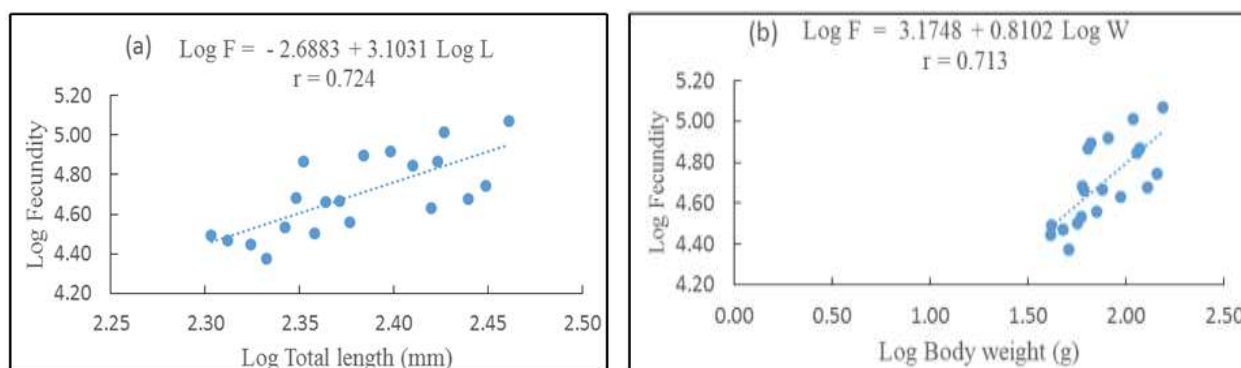 (a) Log F = - 2.6883 + 3.1031 Log L
r = 0.724
Log Fecundity
5.20
5.00
4.80
4.60
4.40
4.20
2.25 2.30 2.35 2.40 2.45 2.50
Log Total length (mm)
(b) Log F = 3.1748 + 0.8102 Log W
r = 0.713
Log Fecundity
5.20
5.00
4.80
4.60
4.40
4.20
0.00 0.50 1.00 1.50 2.00 2.50
Log Body weight (g)